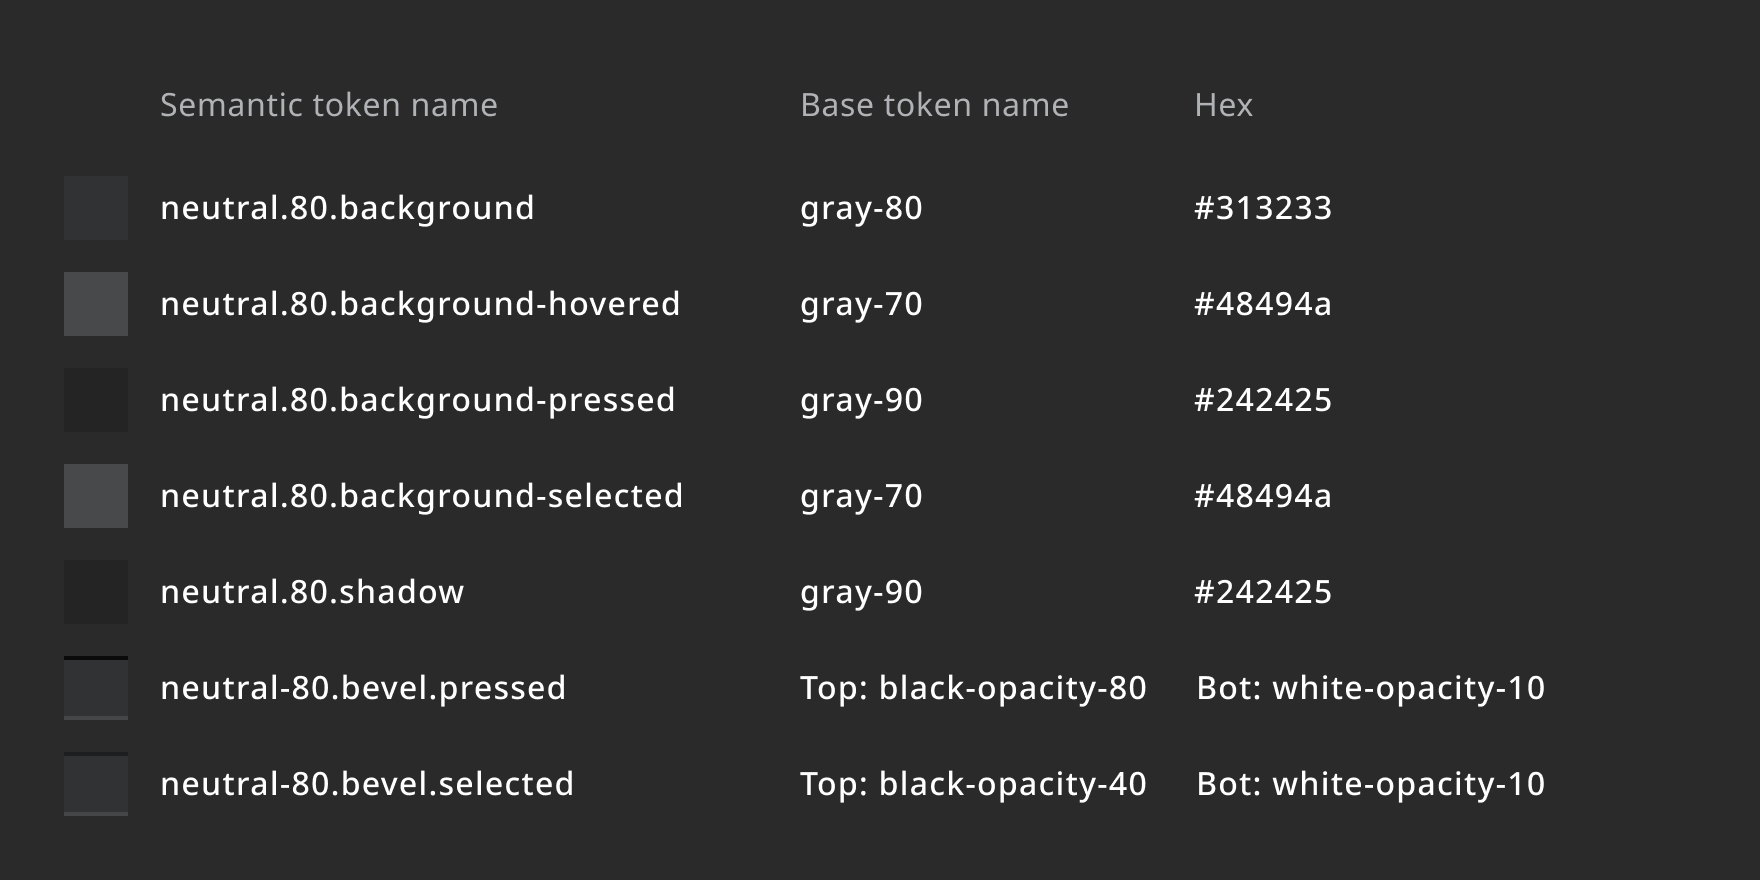 Semantic token name Base token name Hex
neutral.80.background gray-80 #313233
neutral.80.background-hovered gray-70 #48494a
neutral.80.background-pressed gray-90 #242425
neutral.80.background-selected gray-70 #48494a
neutral.80.shadow gray-90 #242425
neutral-80.bevel.pressed Top: black-opacity-80 Bot: white-opacity-10
neutral-80.bevel.selected Top: black-opacity-40 Bot: white-opacity-10